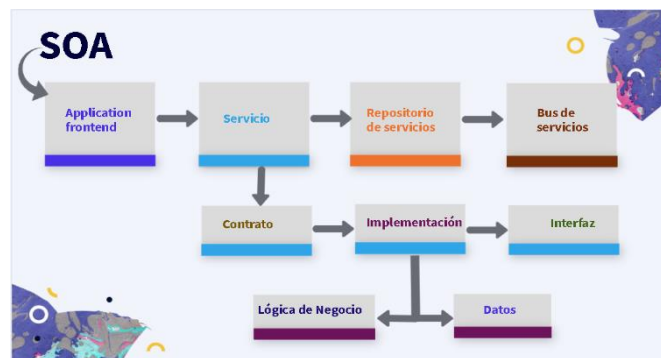 SOA
Application
frontend
Servicio
Repositorio
de servicios
Bus de
servicios
Contrato
Implementación
Interfaz
Lógica de Negocio
Datos